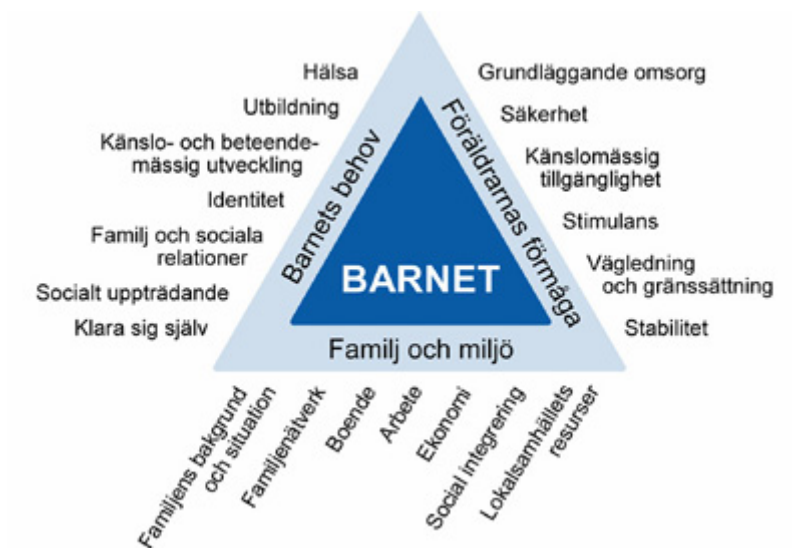 Hälsa
Utbildning
Känslo- och beteende-
mässig utveckling
Identitet
Familj och sociala
relationer
Socialt uppträdande
Klara sig själv
Barnets behov
BARNET
Föräldrarnas förmåga
Grundläggande omsorg
Säkerhet
Känslomässig
tillgänglighet
Stimulans
Vägledning
och gränssättning
Stabilitet
Familj och miljö
Familjens bakgrund
och situation
Familjenätverk
Boende
Arbete
Ekonomi
Social integrering
Lokalsamhällets
resurser